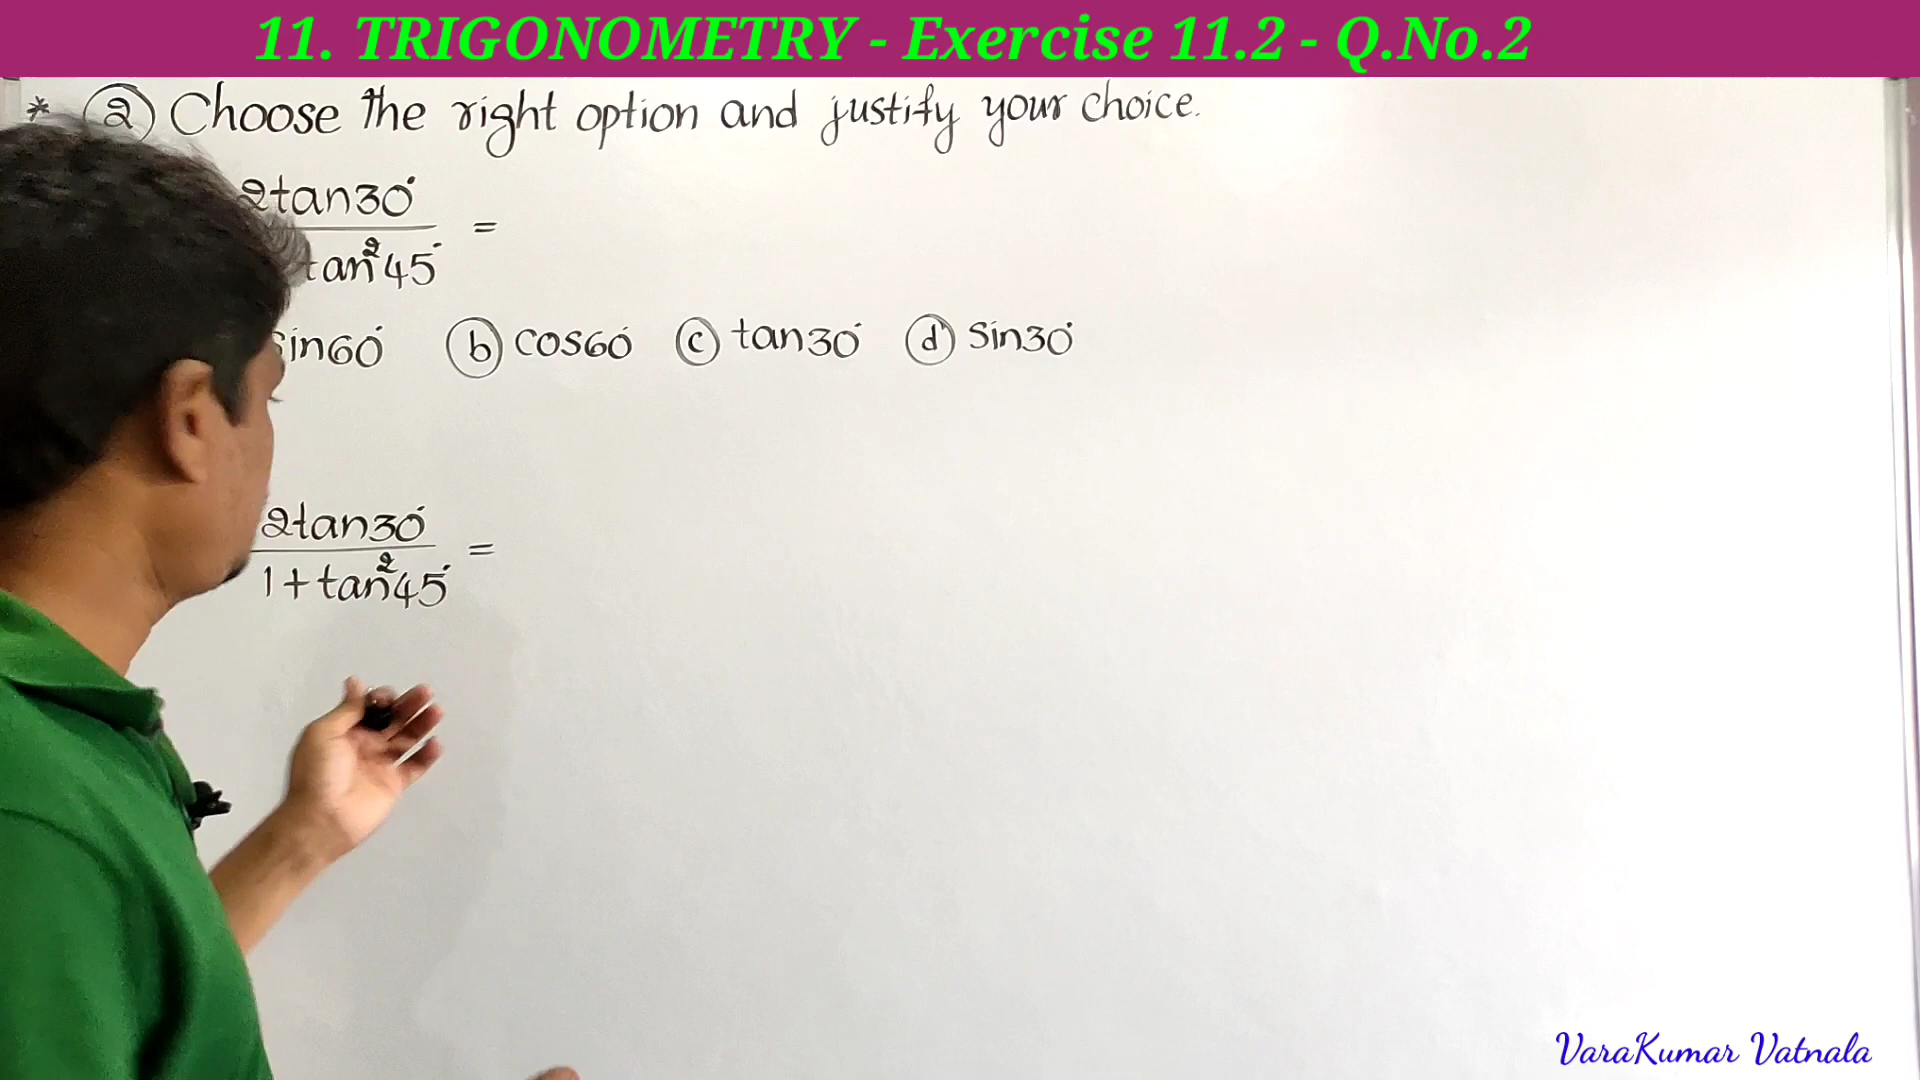 11. TRIGONOMETRY - Exercise 11.2 - Q.No.2
* 2 Choose the right option and justify your choice.
2tan30°
tan²45° =
sin60° b cos60° c tan30° d Sin30°
2tan30°
1+tan²45° =
VaraKumar Vatnala